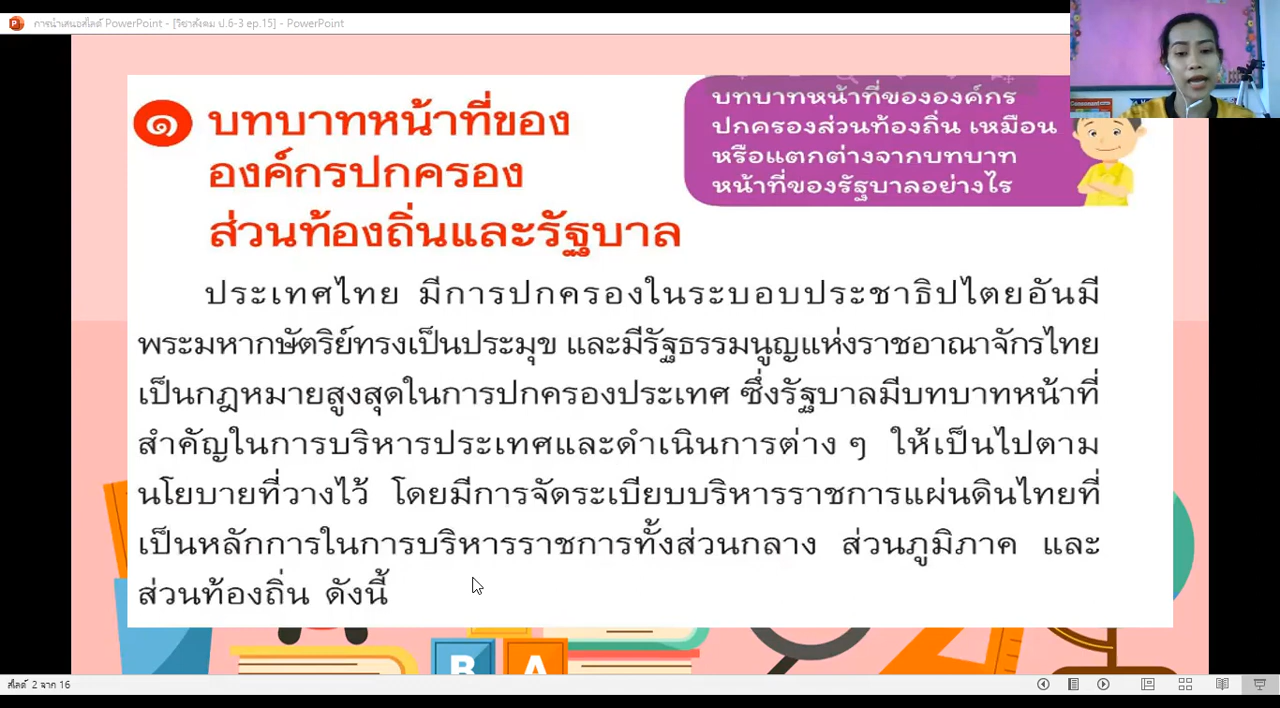 การนำเสนอสไลด์ PowerPoint - [วิชาสังคม ป.6-3 ep.15] - PowerPoint
๑ บทบาทหน้าที่ของ
องค์กรปกครอง
ส่วนท้องถิ่นและรัฐบาล
บทบาทหน้าที่ขององค์กร
ปกครองส่วนท้องถิ่น เหมือน
หรือแตกต่างจากบทบาท
หน้าที่ของรัฐบาลอย่างไร
ประเทศไทย มีการปกครองในระบอบประชาธิปไตยอันมี
พระมหากษัตริย์ทรงเป็นประมุข และมีรัฐธรรมนูญแห่งราชอาณาจักรไทย
เป็นกฎหมายสูงสุดในการปกครองประเทศ ซึ่งรัฐบาลมีบทบาทหน้าที่
สำคัญในการบริหารประเทศและดำเนินการต่าง ๆ ให้เป็นไปตาม
นโยบายที่วางไว้ โดยมีการจัดระเบียบบริหารราชการแผ่นดินไทยที่
เป็นหลักการในการบริหารราชการทั้งส่วนกลาง ส่วนภูมิภาค และ
ส่วนท้องถิ่น ดังนี้
B A
สไลด์ 2 จาก 16